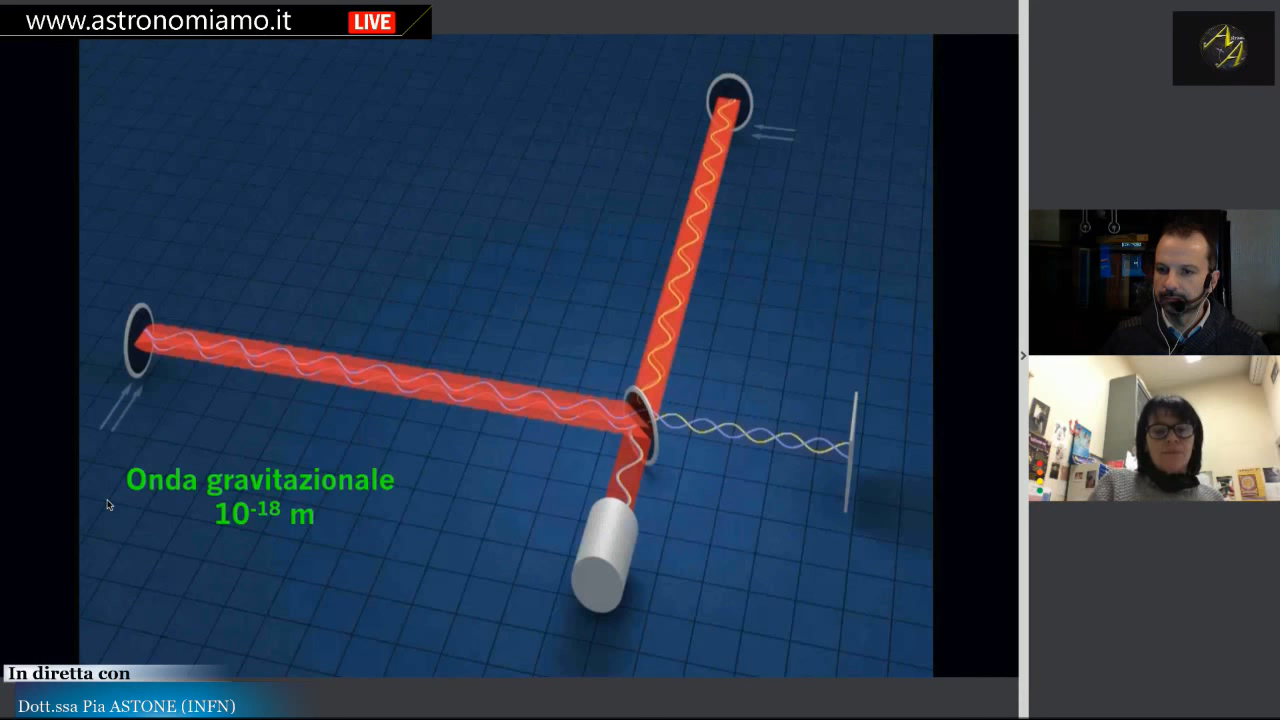 www.astronomiamo.it LIVE
Onda gravitazionale
10⁻¹⁸ m
In diretta con
Dott.ssa Pia ASTONE (INFN)